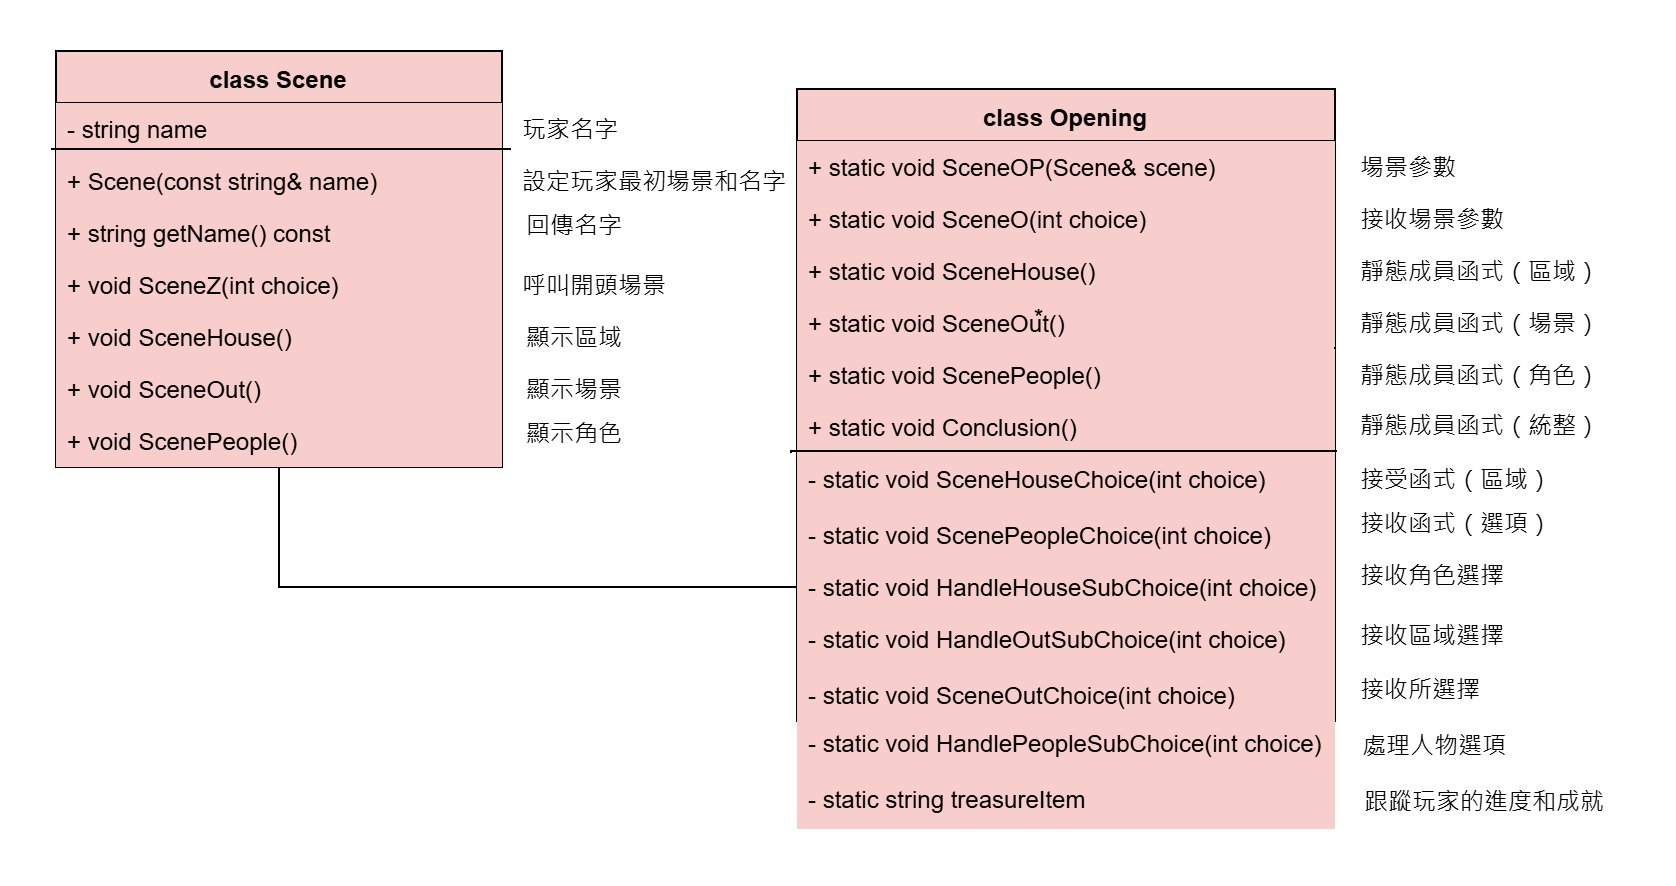 class Scene
- string name
玩家名字
+ Scene(const string& name)
設定玩家最初場景和名字
+ string getName() const
回傳名字
+ void SceneZ(int choice)
呼叫開頭場景
+ void SceneHouse()
顯示區域
+ void SceneOut()
顯示場景
+ void ScenePeople()
顯示角色
class Opening
+ static void SceneOP(Scene& scene)
場景參數
+ static void SceneO(int choice)
接收場景參數
+ static void SceneHouse()
靜態成員函式（區域）
*
+ static void SceneOut()
靜態成員函式（場景）
+ static void ScenePeople()
靜態成員函式（角色）
+ static void Conclusion()
靜態成員函式（統整）
- static void SceneHouseChoice(int choice)
接受函式（區域）
- static void ScenePeopleChoice(int choice)
接收函式（選項）
- static void HandleHouseSubChoice(int choice)
接收角色選擇
- static void HandleOutSubChoice(int choice)
接收區域選擇
- static void SceneOutChoice(int choice)
接收所選擇
- static void HandlePeopleSubChoice(int choice)
處理人物選項
- static string treasureItem
跟蹤玩家的進度和成就